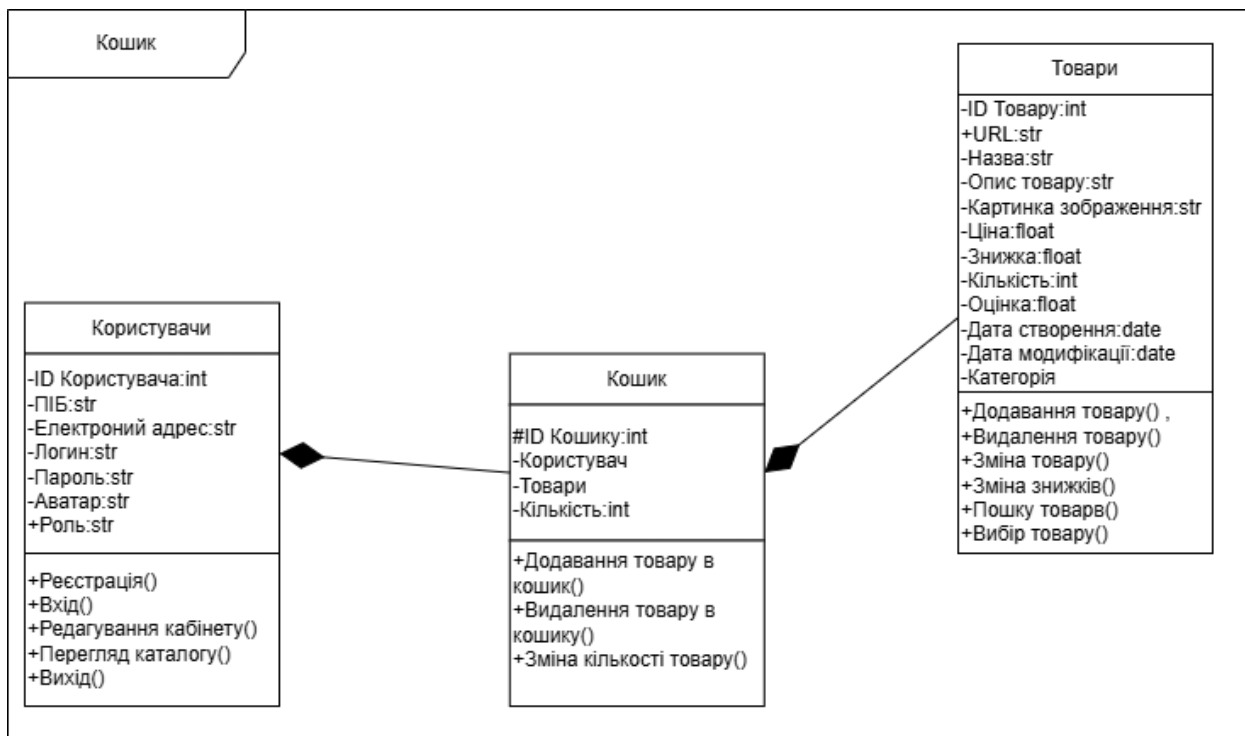 Кошик
Користувачи
-ID Користувача:int
-ПІБ:str
-Електроний адрес:str
-Логин:str
-Пароль:str
-Аватар:str
+Роль:str
+Реєстрація()
+Вхід()
+Редагування кабінету()
+Перегляд каталогу()
+Вихід()
Кошик
#ID Кошику:int
-Користувач
-Товари
-Кількість:int
+Додавання товару в
кошик()
+Видалення товару в
кошику()
+Зміна кількості товару()
Товари
-ID Товару:int
+URL:str
-Назва:str
-Опис товару:str
-Картинка зображення:str
-Ціна:float
-Знижка:float
-Кількість:int
-Оцінка:float
-Дата створення:date
-Дата модифікації:date
-Категорія
+Додавання товару() ,
+Видалення товару()
+Зміна товару()
+Зміна знижків()
+Пошку товарв()
+Вибір товару()